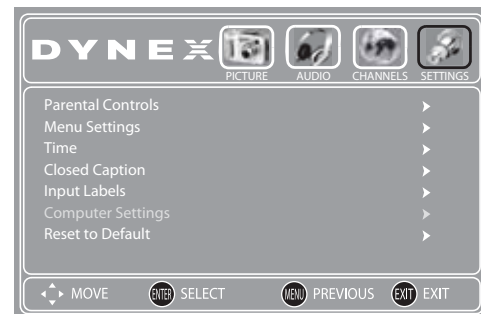 DYNEX
PICTURE AUDIO CHANNELS SETTINGS
Parental Controls
Menu Settings
Time
Closed Caption
Input Labels
Computer Settings
Reset to Default
MOVE ENTER SELECT MENU PREVIOUS EXIT EXIT